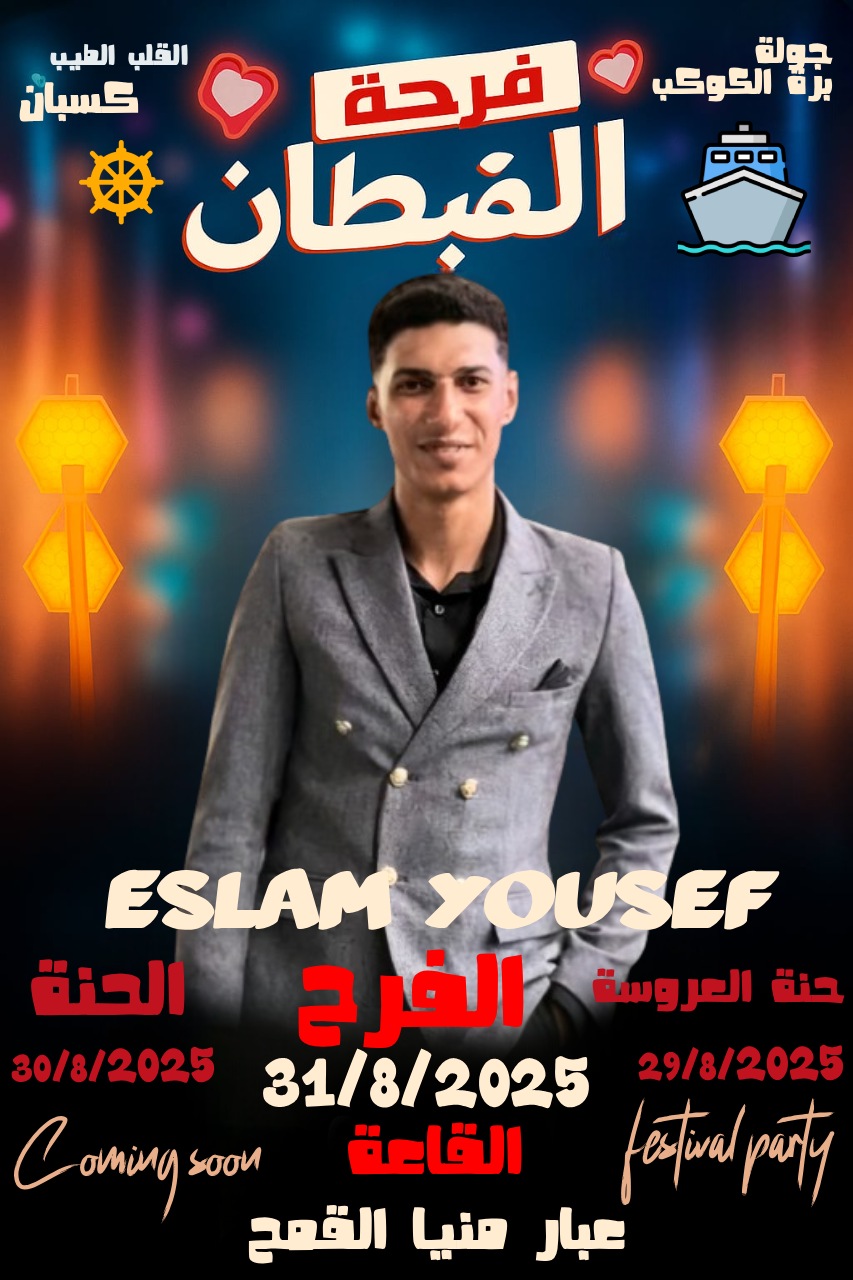 جولة
برة الكوكب
القلب الطيب
كسبان
فرحة
القبطان
ESLAM YOUSEF
حنة العروسة
29/8/2025
الفرح
31/8/2025
الحنة
30/8/2025
festival party
Coming soon
القاعة
عبار منيا القمح